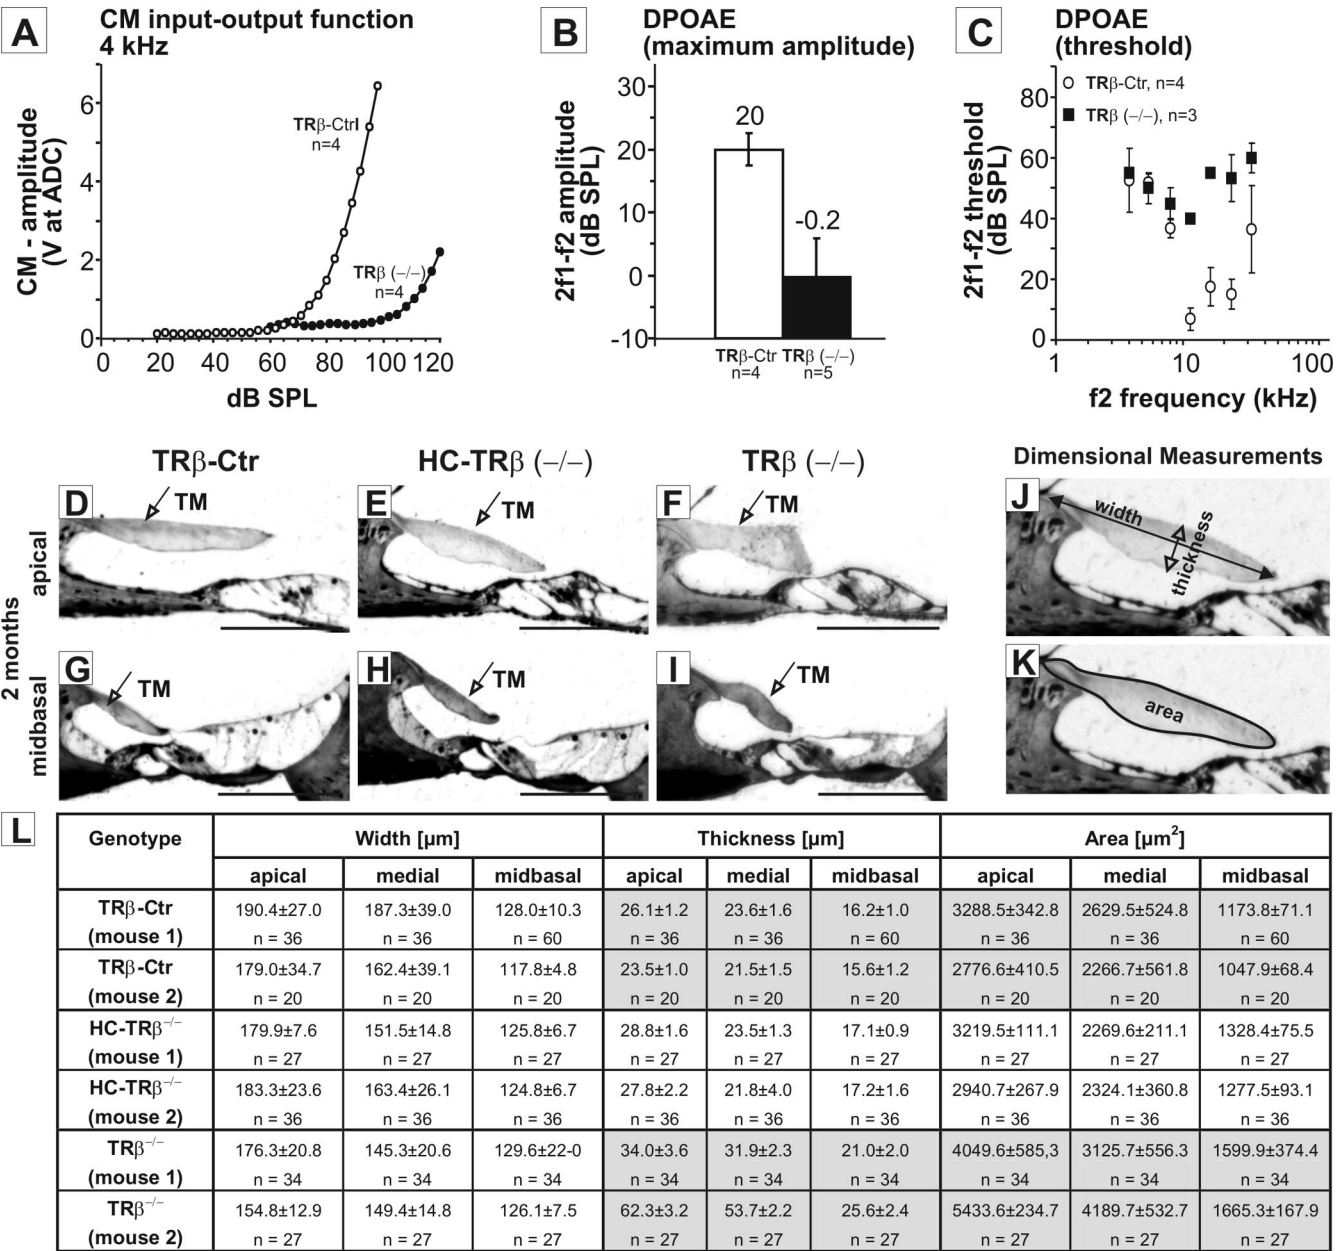 A
CM input-output function
4 kHz
CM - amplitude
(V at ADC)
6
4
2
0
0 20 40 60 80 100 120
dB SPL
TRβ-Ctrl
n=4
TRβ (−/−)
n=4
B
DPOAE
(maximum amplitude)
2f1-f2 amplitude
(dB SPL)
30
20
10
0
-10
20
-0.2
TRβ-Ctr TRβ (−/−)
n=4 n=5
C
DPOAE
(threshold)
TRβ-Ctr, n=4
TRβ (−/−), n=3
2f1-f2 threshold
(dB SPL)
80
60
40
20
0
1 10 100
f2 frequency (kHz)
TRβ-Ctr HC-TRβ (−/−) TRβ (−/−) Dimensional Measurements
2 months
apical
midbasal
D TM
E TM
F TM
J width thickness
G TM
H TM
I TM
K area
L
Genotype Width [µm] Thickness [µm] Area [µm²]
apical medial midbasal apical medial midbasal apical medial midbasal
TRβ-Ctr 190.4±27.0 187.3±39.0 128.0±10.3 26.1±1.2 23.6±1.6 16.2±1.0 3288.5±342.8 2629.5±524.8 1173.8±71.1
(mouse 1) n = 36 n = 36 n = 60 n = 36 n = 36 n = 60 n = 36 n = 36 n = 60
TRβ-Ctr 179.0±34.7 162.4±39.1 117.8±4.8 23.5±1.0 21.5±1.5 15.6±1.2 2776.6±410.5 2266.7±561.8 1047.9±68.4
(mouse 2) n = 20 n = 20 n = 20 n = 20 n = 20 n = 20 n = 20 n = 20 n = 20
HC-TRβ−/− 179.9±7.6 151.5±14.8 125.8±6.7 28.8±1.6 23.5±1.3 17.1±0.9 3219.5±111.1 2269.6±211.1 1328.4±75.5
(mouse 1) n = 27 n = 27 n = 27 n = 27 n = 27 n = 27 n = 27 n = 27 n = 27
HC-TRβ−/− 183.3±23.6 163.4±26.1 124.8±6.7 27.8±2.2 21.8±4.0 17.2±1.6 2940.7±267.9 2324.1±360.8 1277.5±93.1
(mouse 2) n = 36 n = 36 n = 36 n = 36 n = 36 n = 36 n = 36 n = 36 n = 36
TRβ−/− 176.3±20.8 145.3±20.6 129.6±22-0 34.0±3.6 31.9±2.3 21.0±2.0 4049.6±585,3 3125.7±556.3 1599.9±374.4
(mouse 1) n = 34 n = 34 n = 34 n = 34 n = 34 n = 34 n = 34 n = 34 n = 34
TRβ−/− 154.8±12.9 149.4±14.8 126.1±7.5 62.3±3.2 53.7±2.2 25.6±2.4 5433.6±234.7 4189.7±532.7 1665.3±167.9
(mouse 2) n = 27 n = 27 n = 27 n = 27 n = 27 n = 27 n = 27 n = 27 n = 27